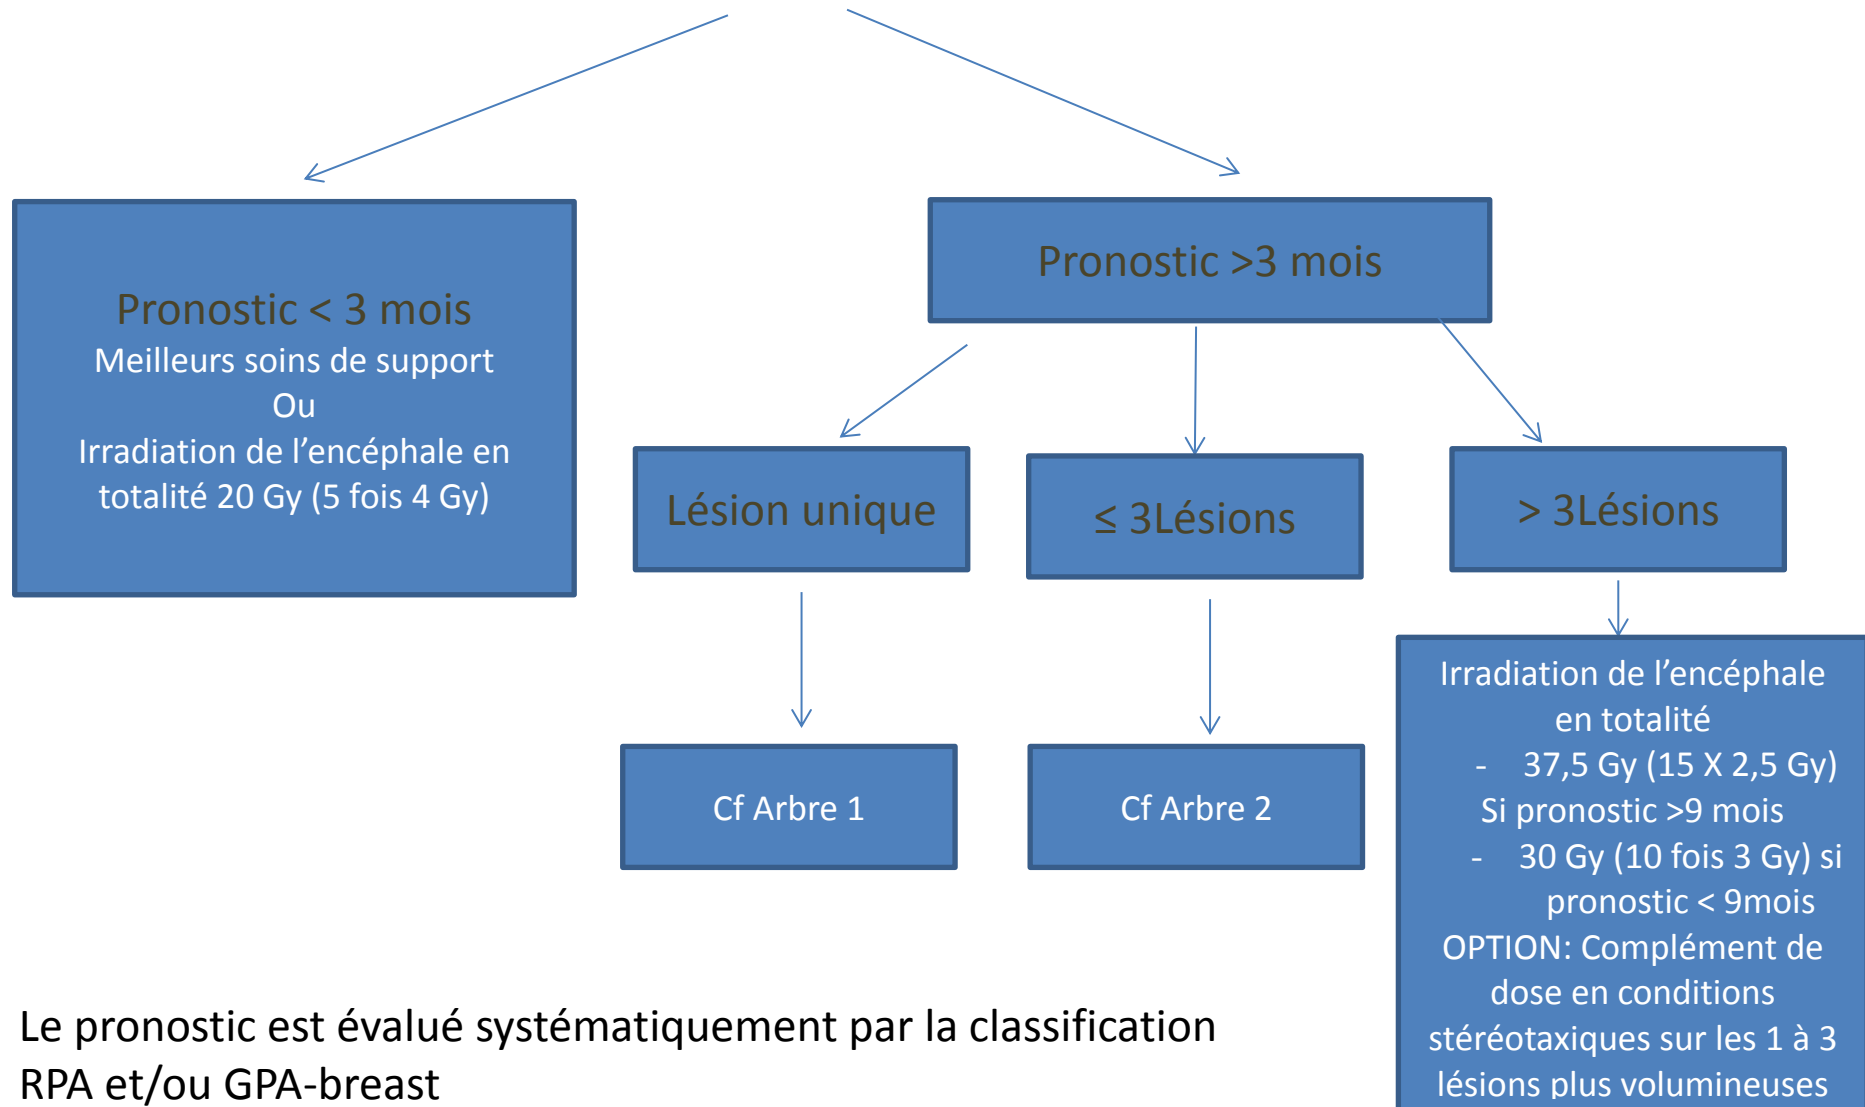 Pronostic < 3 mois
Meilleurs soins de support
Ou
Irradiation de l’encéphale en
totalité 20 Gy (5 fois 4 Gy)
Pronostic >3 mois
Lésion unique
≤ 3Lésions
> 3Lésions
Cf Arbre 1
Cf Arbre 2
Irradiation de l’encéphale
en totalité
- 37,5 Gy (15 X 2,5 Gy)
Si pronostic >9 mois
- 30 Gy (10 fois 3 Gy) si
pronostic < 9mois
OPTION: Complément de
dose en conditions
stéréotaxiques sur les 1 à 3
lésions plus volumineuses
Le pronostic est évalué systématiquement par la classification
RPA et/ou GPA-breast